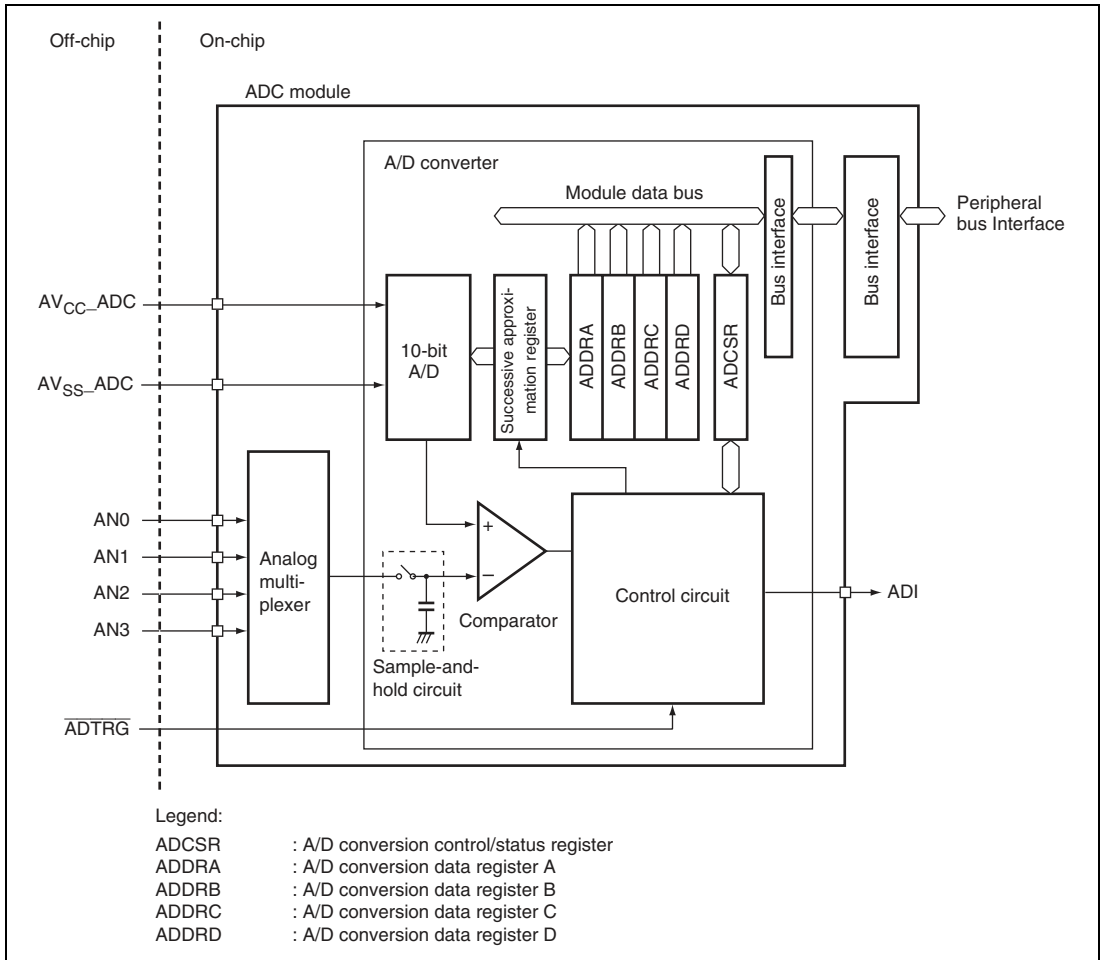 Off-chip
On-chip
ADC module
A/D converter
Module data bus
Bus interface
Bus interface
Peripheral
bus Interface
AVCC_ADC
AVSS_ADC
10-bit
A/D
Successive approxi-
mation register
ADDRA
ADDRB
ADDRC
ADDRD
ADCSR
AN0
AN1
AN2
AN3
Analog
multi-
plexer
+
−
Comparator
Sample-and-
hold circuit
Control circuit
ADI
ADTRG
Legend:
ADCSR : A/D conversion control/status register
ADDRA : A/D conversion data register A
ADDRB : A/D conversion data register B
ADDRC : A/D conversion data register C
ADDRD : A/D conversion data register D